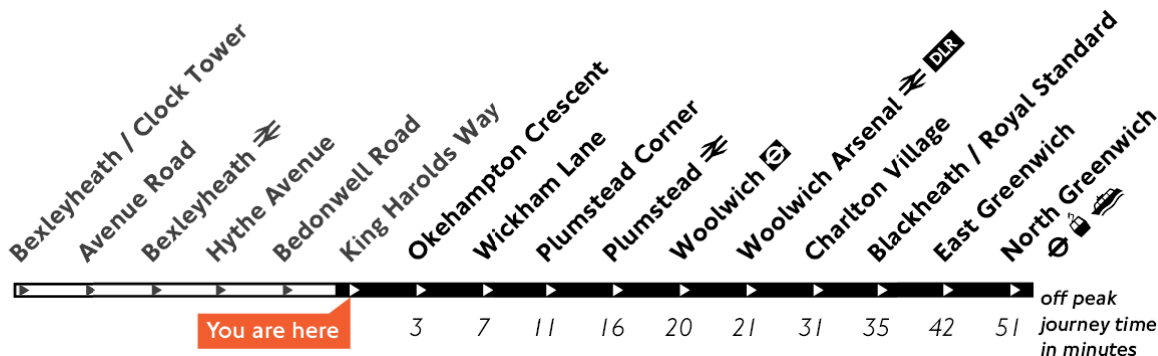 Bexleyheath / Clock Tower
Avenue Road
Bexleyheath
Hythe Avenue
Bedonwell Road
King Harolds Way
Okehampton Crescent
Wickham Lane
Plumstead Corner
Plumstead
Woolwich
Woolwich Arsenal DLR
Charlton Village
Blackheath / Royal Standard
East Greenwich
North Greenwich
You are here
3 7 11 16 20 21 31 35 42 51
off peak
journey time
in minutes